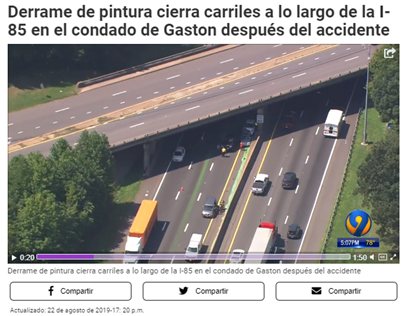 Derrame de pintura cierra carriles a lo largo de la I-
85 en el condado de Gaston después del accidente
9
5:07PM 78°
0:20
1:50
Derrame de pintura cierra carriles a lo largo de la I-85 en el condado de Gaston después del accidente
Compartir
Compartir
Compartir
Actualizado: 22 de agosto de 2019-17: 20 p.m.